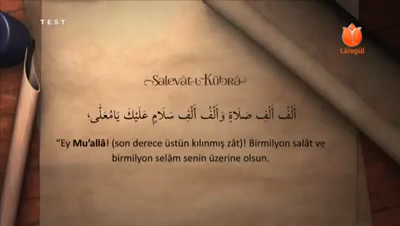 TEST
Lâlegül
Salevât-ı Kübrâ
اَلْفُ اَلْفِ صَلَاةٍ وَاَلْفُ اَلْفِ سَلَامٍ عَلَيْكَ يَامُعَلَّى،
"Ey Mu'allâ! (son derece üstün kılınmış zât)! Birmilyon salât ve
birmilyon selâm senin üzerine olsun.